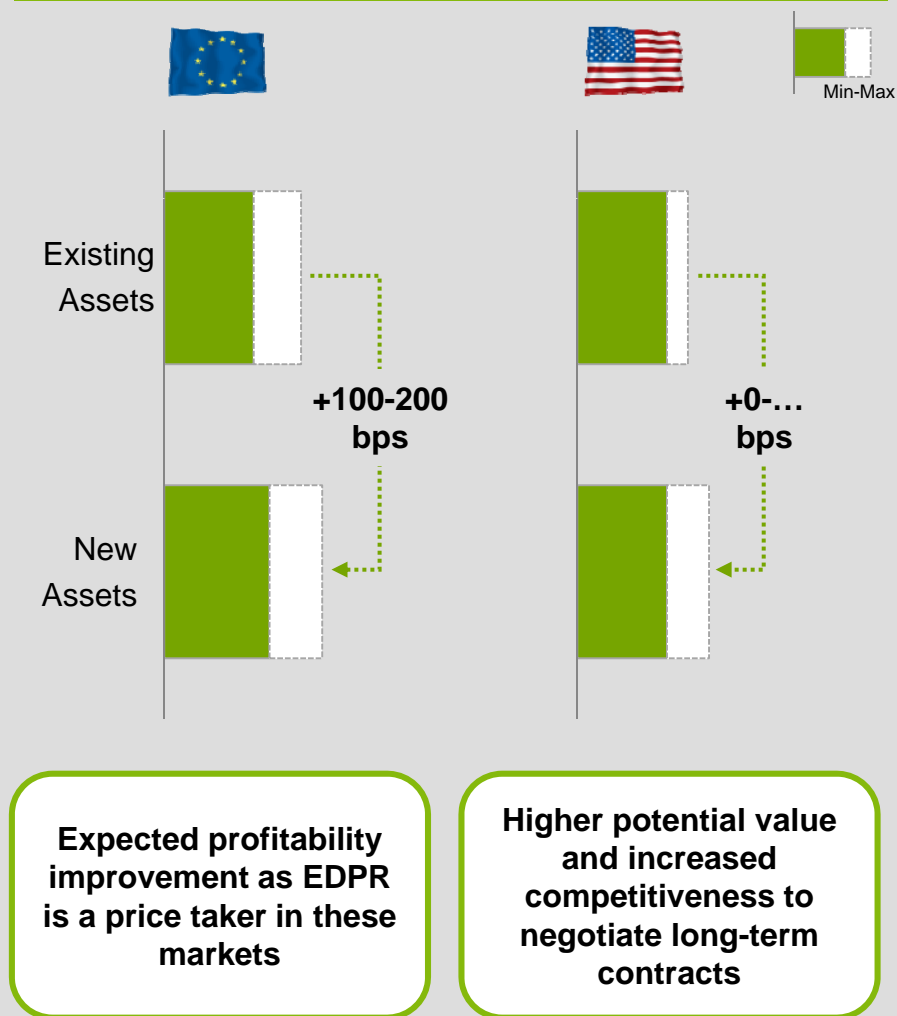 Min-Max
Existing
Assets
+100-200
bps
+0-…
bps
New
Assets
Expected profitability
improvement as EDPR
is a price taker in these
markets
Higher potential value
and increased
competitiveness to
negotiate long-term
contracts